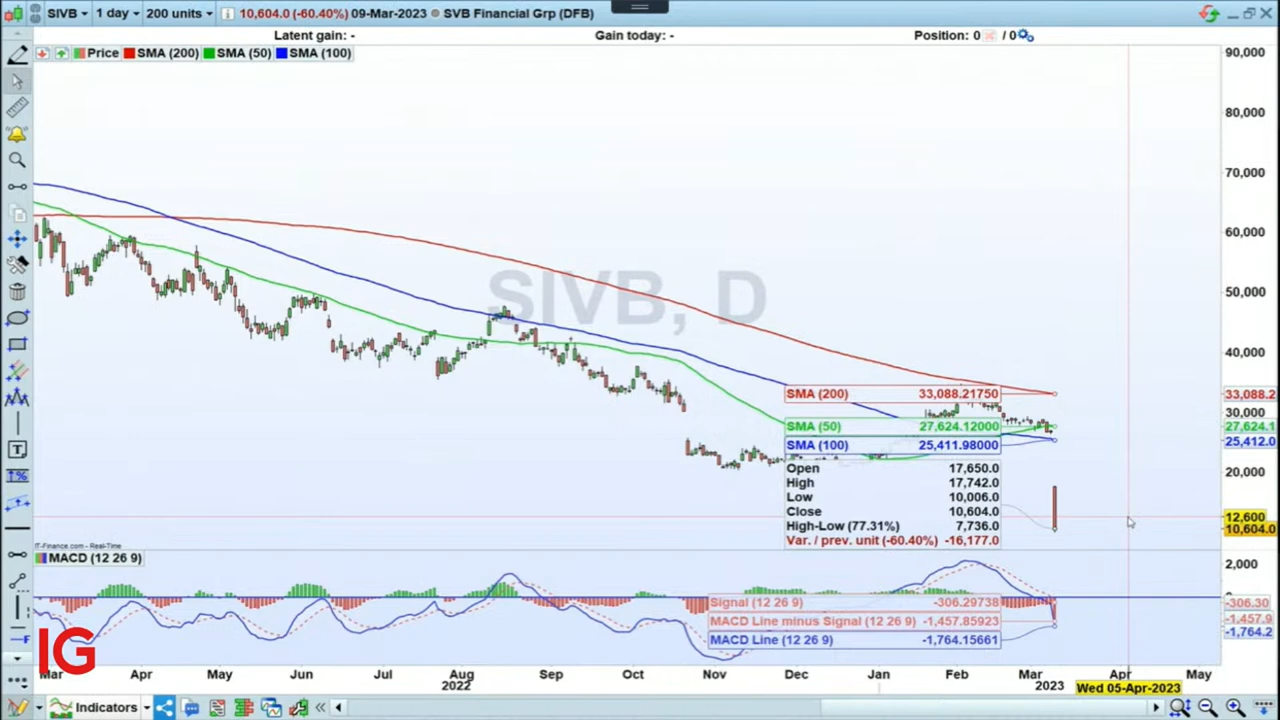 SIVB 1 day 200 units 10,604.0 (-60.40%) 09-Mar-2023 SVB Financial Grp (DFB)
Latent gain: - Gain today: - Position: 0 / 0
Price SMA (200) SMA (50) SMA (100)
90,000
80,000
70,000
60,000
50,000
40,000
30,000
20,000
SIVB, D
33,088.2
27,624.1
25,412.0
12,600
10,604.0
SMA (200) 33,088.21750
SMA (50) 27,624.12000
SMA (100) 25,411.98000
Open 17,650.0
High 17,742.0
Low 10,006.0
Close 10,604.0
High-Low (77.31%) 7,736.0
Var. / prev. unit (-60.40%) -16,177.0
IT-Finance.com - Real-Time
MACD (12 26 9)
2,000
-306.30
-1,457.9
-1,764.2
Signal (12 26 9) -306.29738
MACD Line minus Signal (12 26 9) -1,457.85923
MACD Line (12 26 9) -1,764.15661
IG
Mar Apr May Jun Jul Aug Sep Oct Nov Dec Jan Feb Mar Apr May
2022 2023 Wed 05-Apr-2023
Indicators